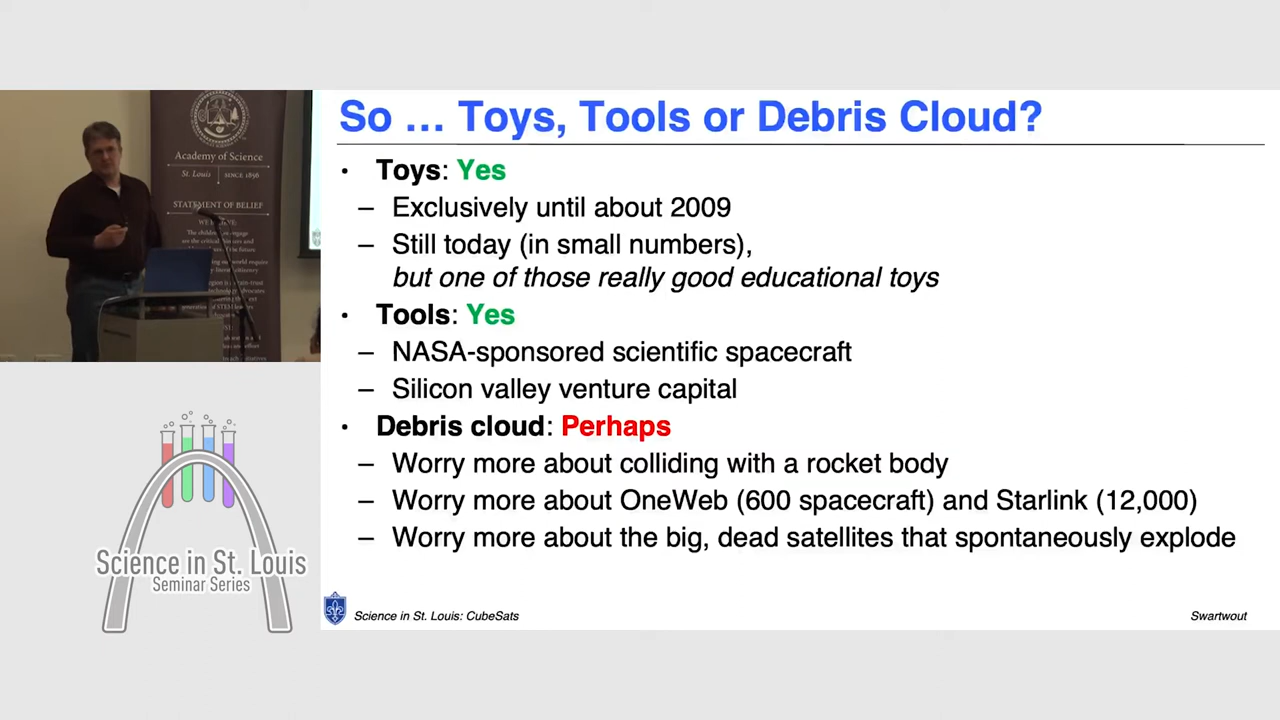 So … Toys, Tools or Debris Cloud?
• Toys: Yes
– Exclusively until about 2009
– Still today (in small numbers),
but one of those really good educational toys
• Tools: Yes
– NASA-sponsored scientific spacecraft
– Silicon valley venture capital
• Debris cloud: Perhaps
– Worry more about colliding with a rocket body
– Worry more about OneWeb (600 spacecraft) and Starlink (12,000)
– Worry more about the big, dead satellites that spontaneously explode
Science in St. Louis: CubeSats
Swartwout
Academy of Science
St. Louis | SINCE 1856
STATEMENT OF BELIEF
Science in St. Louis
Seminar Series